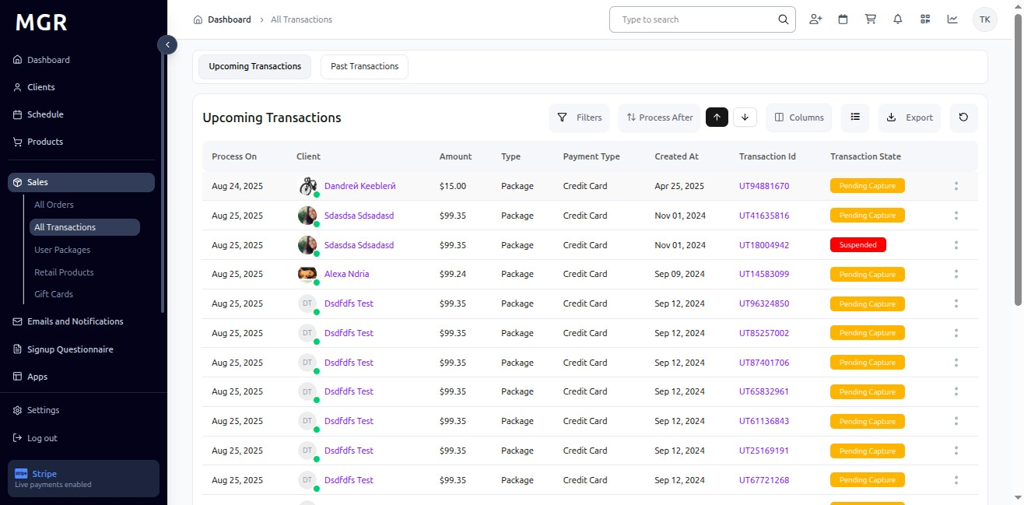 MGR
Dashboard
Clients
Schedule
Products
Sales
All Orders
All Transactions
User Packages
Retail Products
Gift Cards
Emails and Notifications
Signup Questionnaire
Apps
Settings
Log out
Stripe
Live payments enabled
Dashboard > All Transactions
Type to search
TK
Upcoming Transactions Past Transactions
Upcoming Transactions
Filters Process After Columns Export
Process On Client Amount Type Payment Type Created At Transaction Id Transaction State
Aug 24, 2025 Dandreй Keeblerй $15.00 Package Credit Card Apr 25, 2025 UT94881670 Pending Capture
Aug 25, 2025 Sdasdsa Sdsadasd $99.35 Package Credit Card Nov 01, 2024 UT41635816 Pending Capture
Aug 25, 2025 Sdasdsa Sdsadasd $99.35 Package Credit Card Nov 01, 2024 UT18004942 Suspended
Aug 25, 2025 Alexa Ndria $99.24 Package Credit Card Sep 09, 2024 UT14583099 Pending Capture
Aug 25, 2025 DT Dsdfdfs Test $99.35 Package Credit Card Sep 12, 2024 UT96324850 Pending Capture
Aug 25, 2025 DT Dsdfdfs Test $99.35 Package Credit Card Sep 12, 2024 UT85257002 Pending Capture
Aug 25, 2025 DT Dsdfdfs Test $99.35 Package Credit Card Sep 12, 2024 UT87401706 Pending Capture
Aug 25, 2025 DT Dsdfdfs Test $99.35 Package Credit Card Sep 12, 2024 UT65832961 Pending Capture
Aug 25, 2025 DT Dsdfdfs Test $99.35 Package Credit Card Sep 12, 2024 UT61136843 Pending Capture
Aug 25, 2025 DT Dsdfdfs Test $99.35 Package Credit Card Sep 12, 2024 UT25169191 Pending Capture
Aug 25, 2025 DT Dsdfdfs Test $99.35 Package Credit Card Sep 12, 2024 UT67721268 Pending Capture